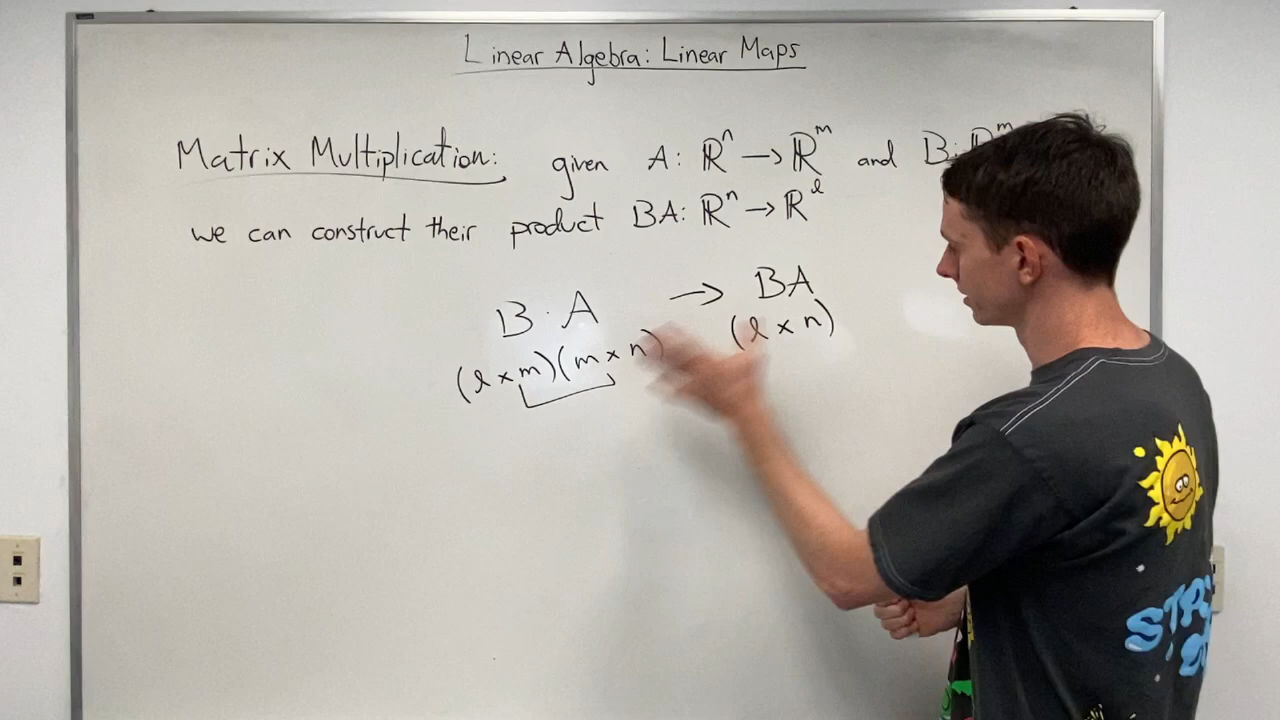 Linear Algebra: Linear Maps
Matrix Multiplication: given A: ℝⁿ → ℝᵐ and B: ℝᵐ
we can construct their product BA: ℝⁿ → ℝˡ
B · A → BA
(l × m)(m × n) (l × n)